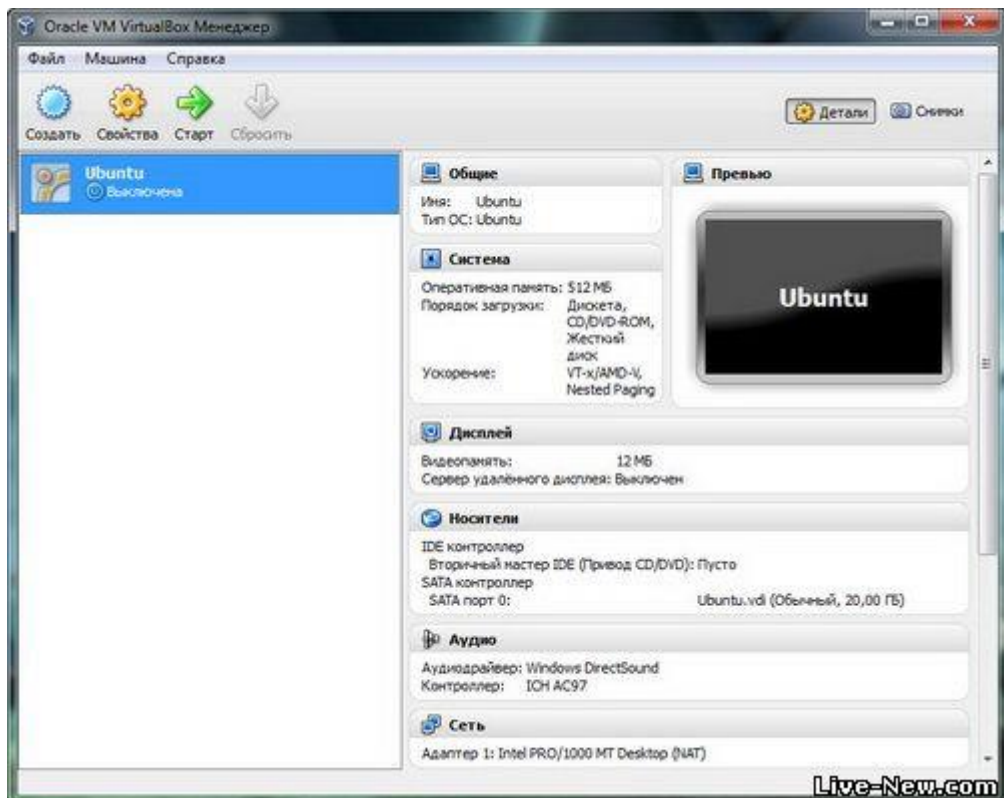 Oracle VM VirtualBox Менеджер
Файл Машина Справка
Создать Свойства Старт Сбросить
Детали Снимки
Ubuntu
Выключена
Общие
Имя: Ubuntu
Тип ОС: Ubuntu
Превью
Ubuntu
Система
Оперативная память: 512 МБ
Порядок загрузки: Дискета,
CD/DVD-ROM,
Жесткий
диск
Ускорение: VT-x/AMD-V,
Nested Paging
Дисплей
Видеопамять: 12 МБ
Сервер удалённого дисплея: Выключен
Носители
IDE контроллер
Вторичный мастер IDE (Привод CD/DVD): Пусто
SATA контроллер
SATA порт 0: Ubuntu.vdi (Обычный, 20,00 ГБ)
Аудио
Аудиодрайвер: Windows DirectSound
Контроллер: ICH AC97
Сеть
Адаптер 1: Intel PRO/1000 MT Desktop (NAT)
Live-New.com